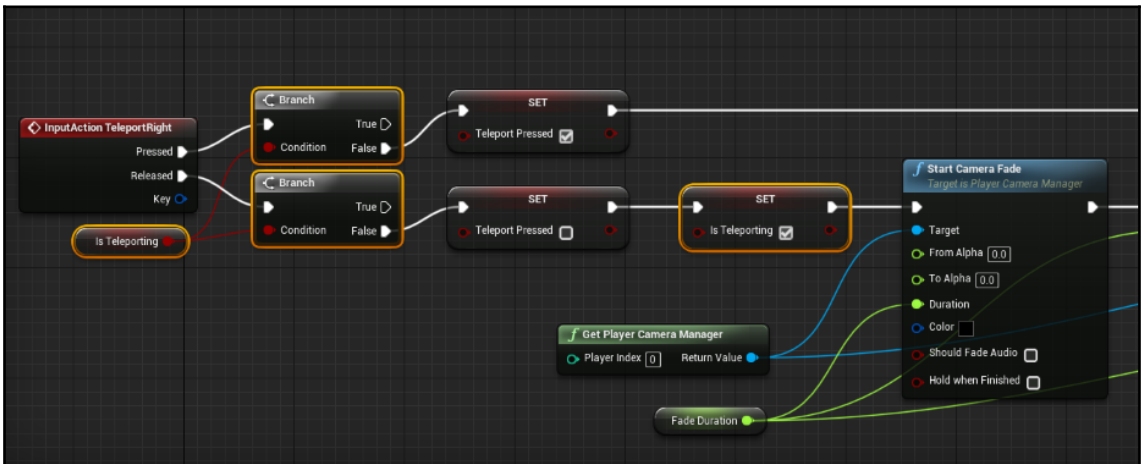 InputAction TeleportRight
Pressed
Released
Key
Is Teleporting
Branch
True
Condition
False
Branch
True
Condition
False
SET
Teleport Pressed
SET
Teleport Pressed
SET
Is Teleporting
Get Player Camera Manager
Player Index 0
Return Value
Fade Duration
Start Camera Fade
Target is Player Camera Manager
Target
From Alpha 0.0
To Alpha 0.0
Duration
Color
Should Fade Audio
Hold when Finished